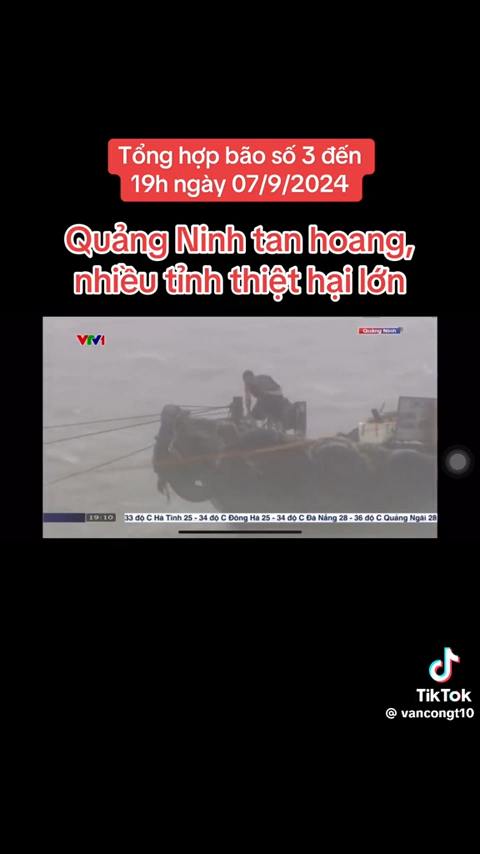 Tổng hợp bão số 3 đến
19h ngày 07/9/2024
Quảng Ninh tan hoang,
nhiều tỉnh thiệt hại lớn
VTV1
Quảng Ninh
19:10 33 độ C Hà Tĩnh 25 - 34 độ C Đông Hà 25 - 34 độ C Đà Nẵng 28 - 36 độ C Quảng Ngãi 28
TikTok
@ vancongt10